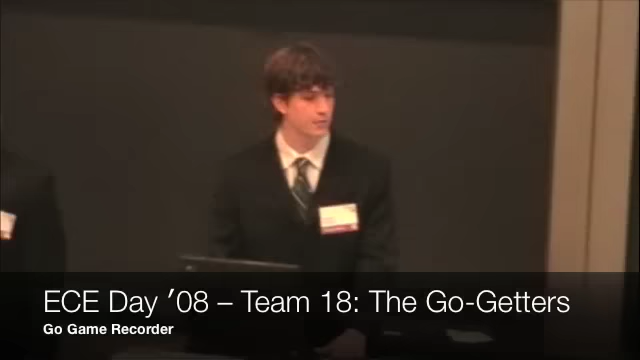 ECE Day ′08 – Team 18: The Go-Getters
Go Game Recorder